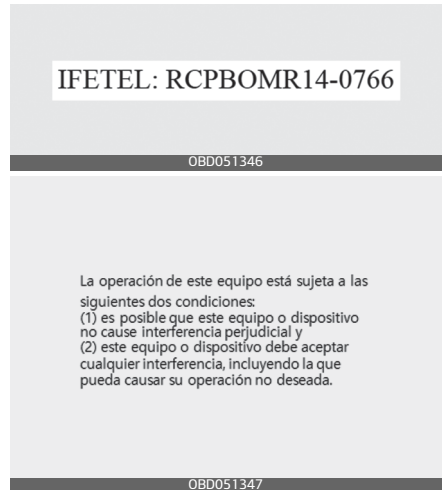 IFETEL: RCPBOMR14-0766
OBD051346
La operación de este equipo está sujeta a las
siguientes dos condiciones:
(1) es posible que este equipo o dispositivo
no cause interferencia perjudicial y
(2) este equipo o dispositivo debe aceptar
cualquier interferencia, incluyendo la que
pueda causar su operación no deseada.
OBD051347